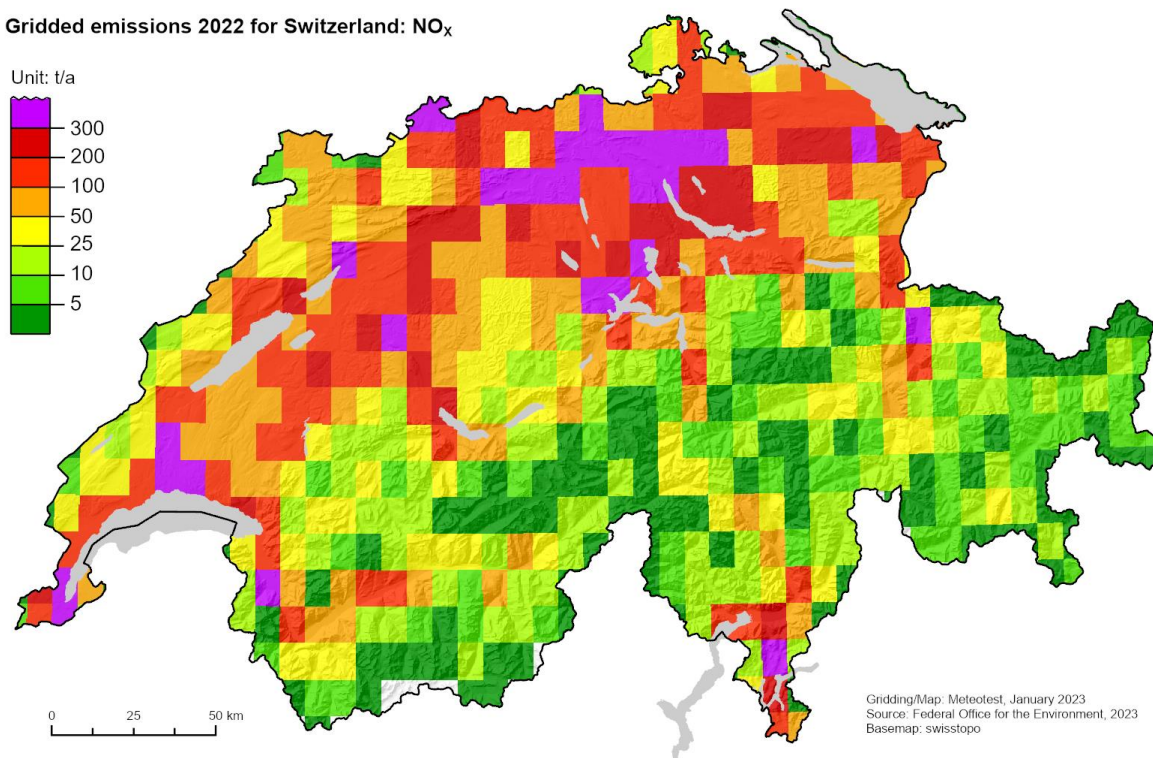 Gridded emissions 2022 for Switzerland: NOx
Unit: t/a
300
200
100
50
25
10
5
0 25 50 km
Gridding/Map: Meteotest, January 2023
Source: Federal Office for the Environment, 2023
Basemap: swisstopo